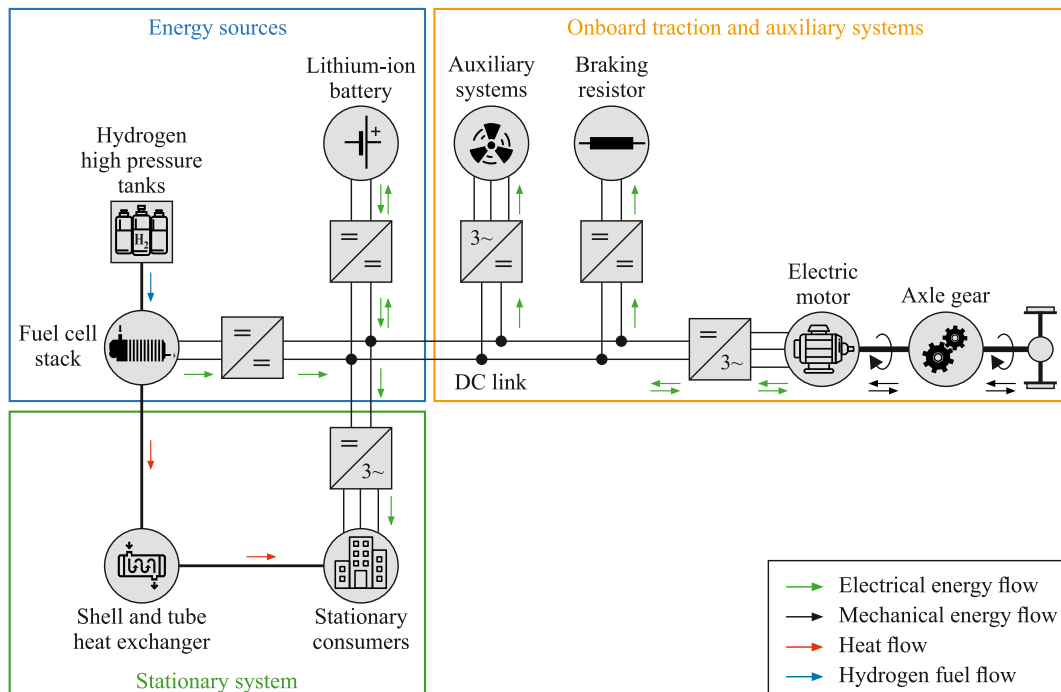 Energy sources
Onboard traction and auxiliary systems
Lithium-ion
battery
Auxiliary
systems
Braking
resistor
Hydrogen
high pressure
tanks
H2
+
3~
Electric
motor
Axle gear
Fuel cell
stack
3~
DC link
3~
Shell and tube
heat exchanger
Stationary
consumers
Stationary system
Electrical energy flow
Mechanical energy flow
Heat flow
Hydrogen fuel flow